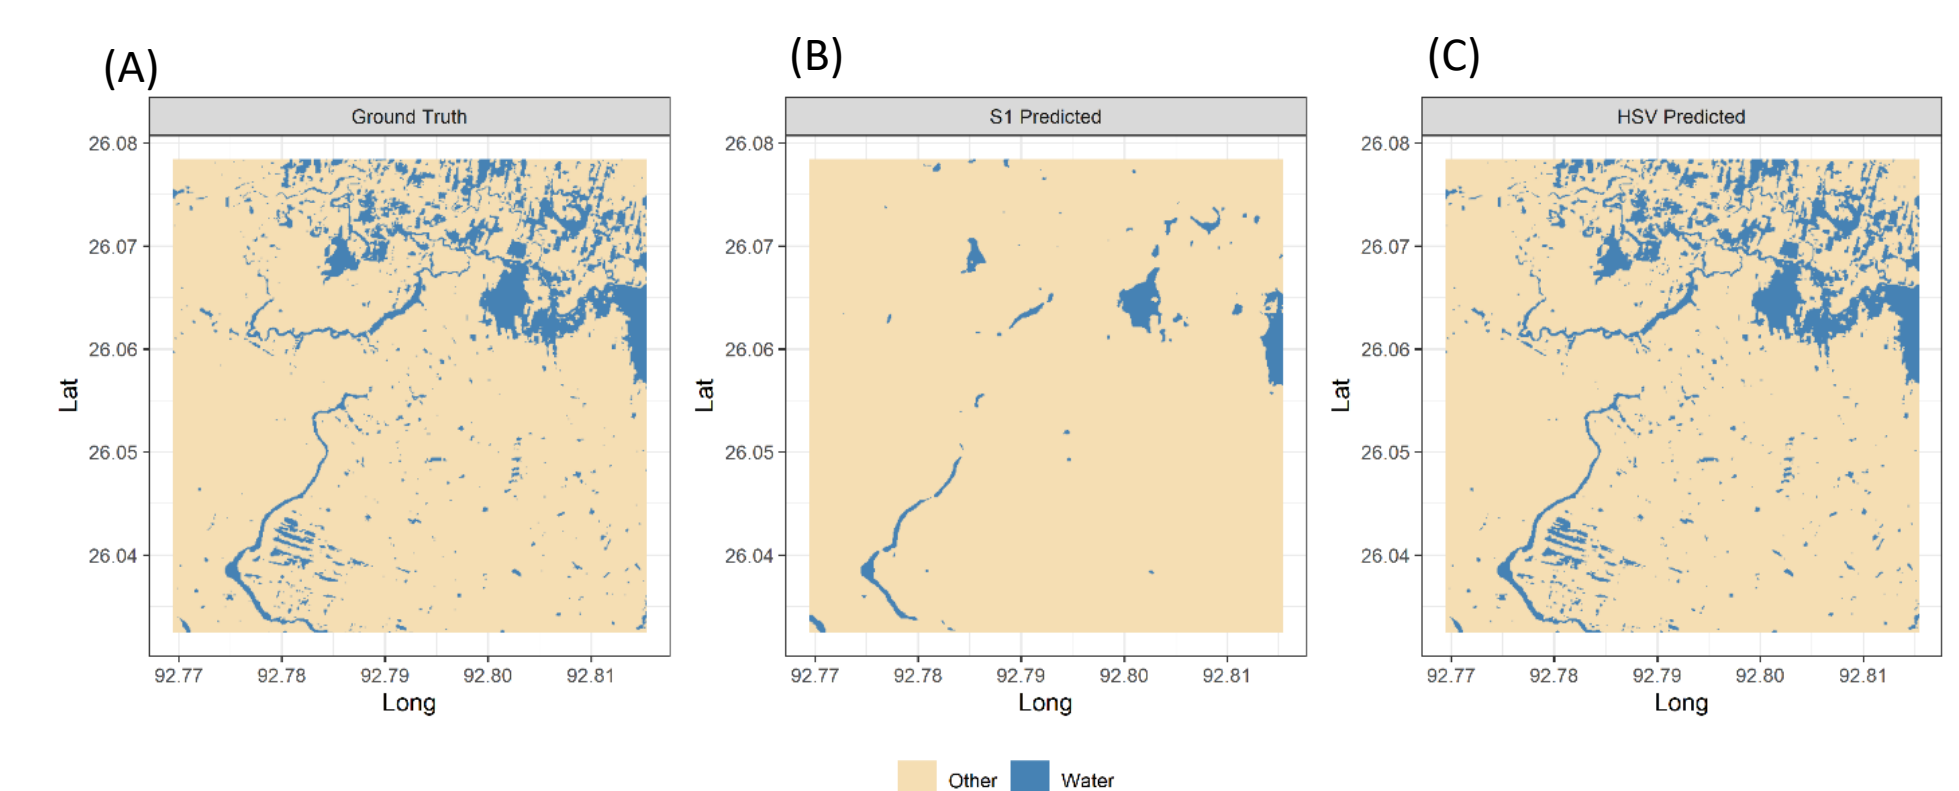 (A)
(B)
(C)
Ground Truth
S1 Predicted
HSV Predicted
26.08
26.07
26.06
26.05
26.04
Lat
92.77 92.78 92.79 92.80 92.81
Long
26.08
26.07
26.06
26.05
26.04
Lat
92.77 92.78 92.79 92.80 92.81
Long
26.08
26.07
26.06
26.05
26.04
Lat
92.77 92.78 92.79 92.80 92.81
Long
Other Water